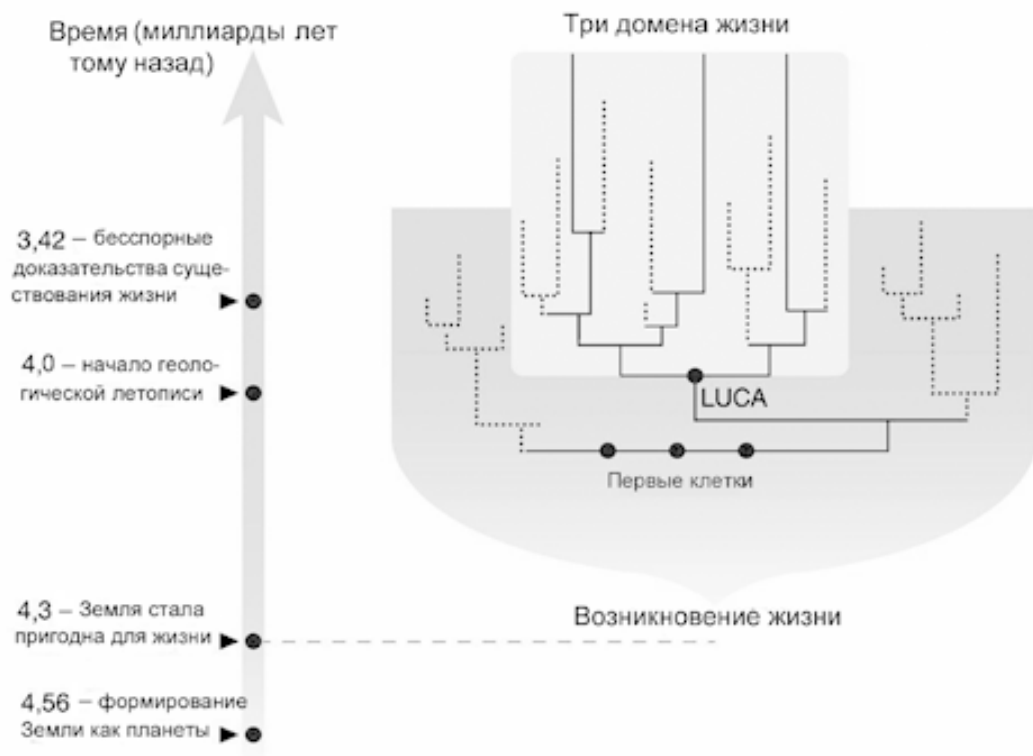 Время (миллиарды лет
тому назад)
Три домена жизни
3,42 – бесспорные
доказательства суще-
ствования жизни
4,0 – начало геоло-
гической летописи
LUCA
Первые клетки
4,3 – Земля стала
пригодна для жизни
Возникновение жизни
4,56 – формирование
Земли как планеты